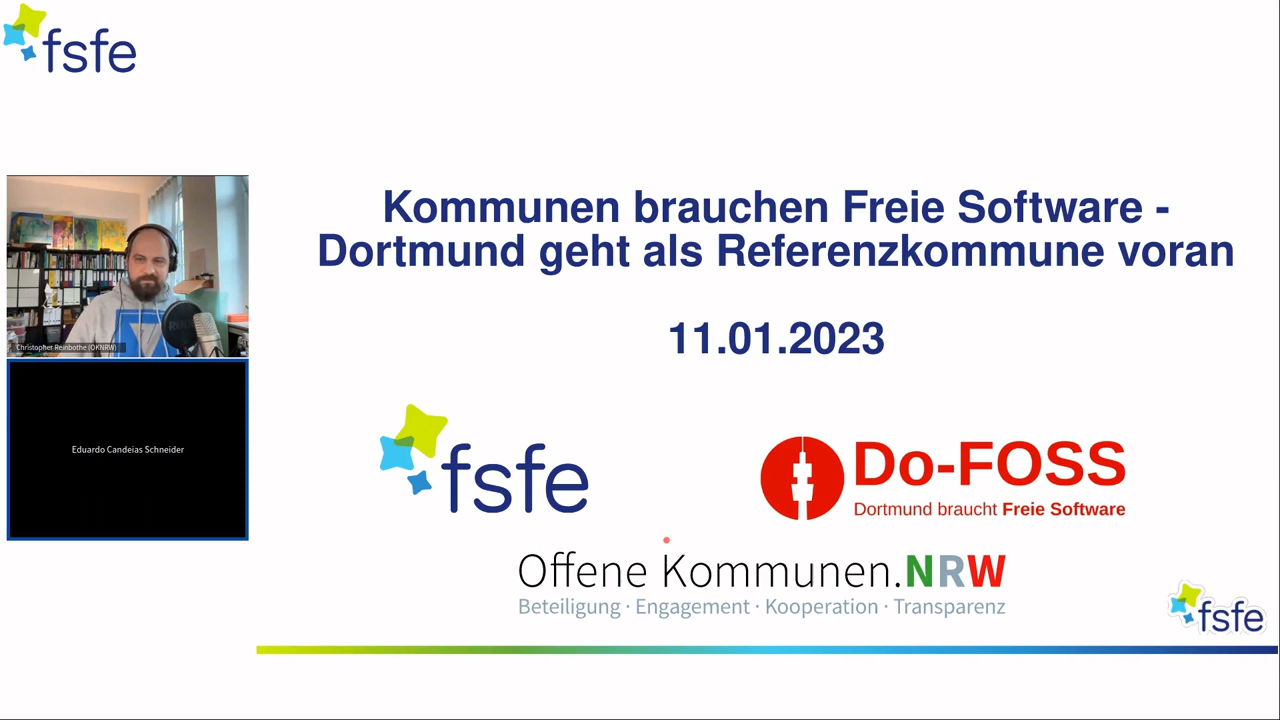 fsfe
Kommunen brauchen Freie Software -
Dortmund geht als Referenzkommune voran
11.01.2023
Christopher Reinbothe (OKNRW)
Eduardo Candeias Schneider
fsfe
Do-FOSS
Dortmund braucht Freie Software
Offene Kommunen.NRW
Beteiligung · Engagement · Kooperation · Transparenz
fsfe